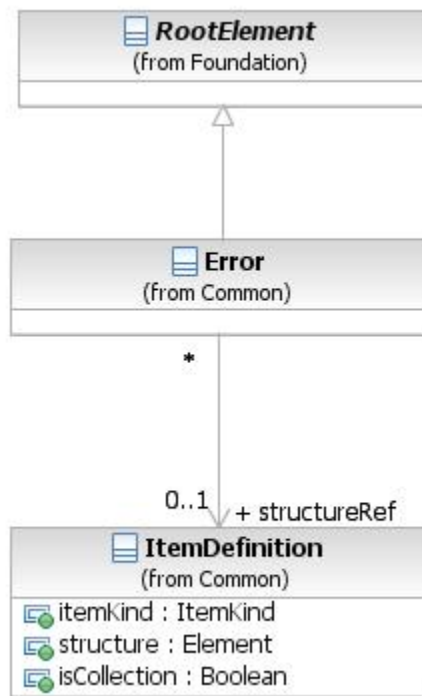 RootElement
(from Foundation)
Error
(from Common)
*
0..1
+ structureRef
ItemDefinition
(from Common)
itemKind : ItemKind
structure : Element
isCollection : Boolean